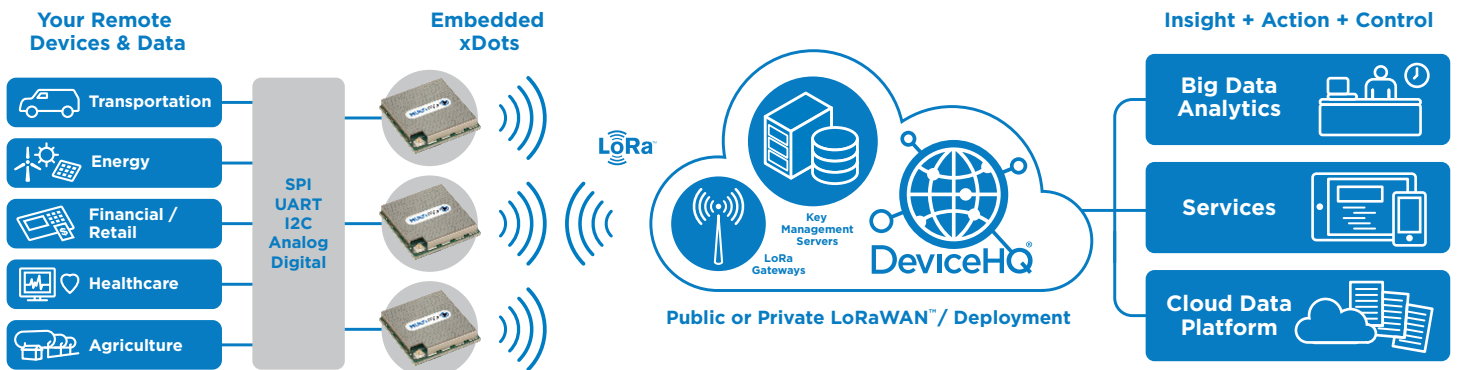 Your Remote
Devices & Data
Transportation
Energy
Financial /
Retail
Healthcare
Agriculture
SPI
UART
I2C
Analog
Digital
Embedded
xDots
LoRa™
LoRa
Gateways
Key
Management
Servers
DeviceHQ®
Public or Private LoRaWAN™/ Deployment
Insight + Action + Control
Big Data
Analytics
Services
Cloud Data
Platform